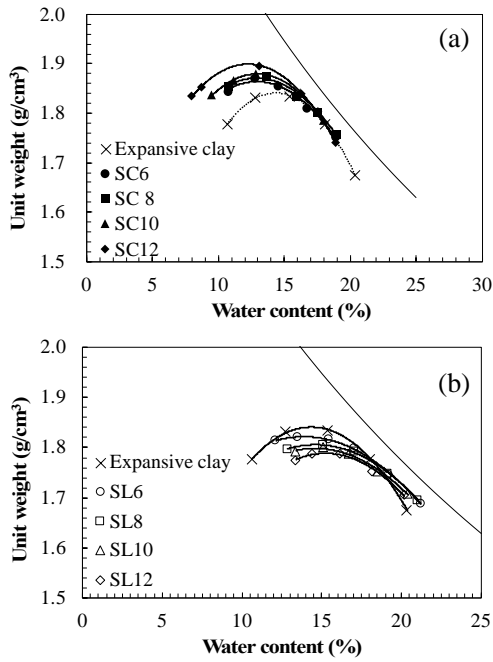 (a)
2.0
1.9
1.8
1.7
1.6
1.5
Unit weight (g/cm³)
Expansive clay
SC6
SC 8
SC10
SC12
0 5 10 15 20 25 30
Water content (%)
(b)
2.0
1.9
1.8
1.7
1.6
1.5
Unit weight (g/cm³)
Expansive clay
SL6
SL8
SL10
SL12
0 5 10 15 20 25
Water content (%)